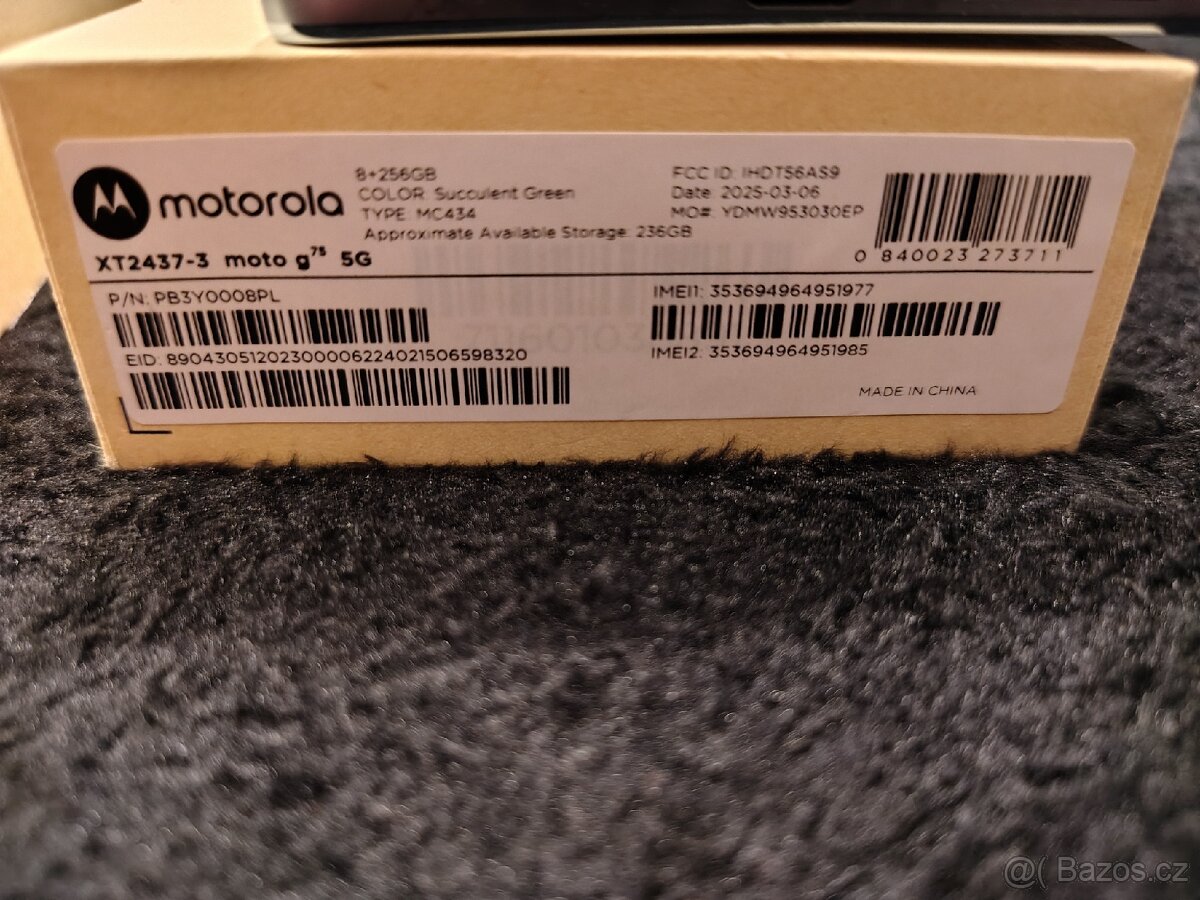 motorola
8+256GB
COLOR: Succulent Green
TYPE: MC434
Approximate Available Storage: 236GB
FCC ID: IHDT56AS9
Date: 2025-03-06
MO#: YDMW953030EP
0 840023 273711
XT2437-3 moto g75 5G
P/N: PB3Y0008PL
EID: 89043051202300006224021506598320
IMEI1: 353694964951977
IMEI2: 353694964951985
MADE IN CHINA
@( Bazos.cz